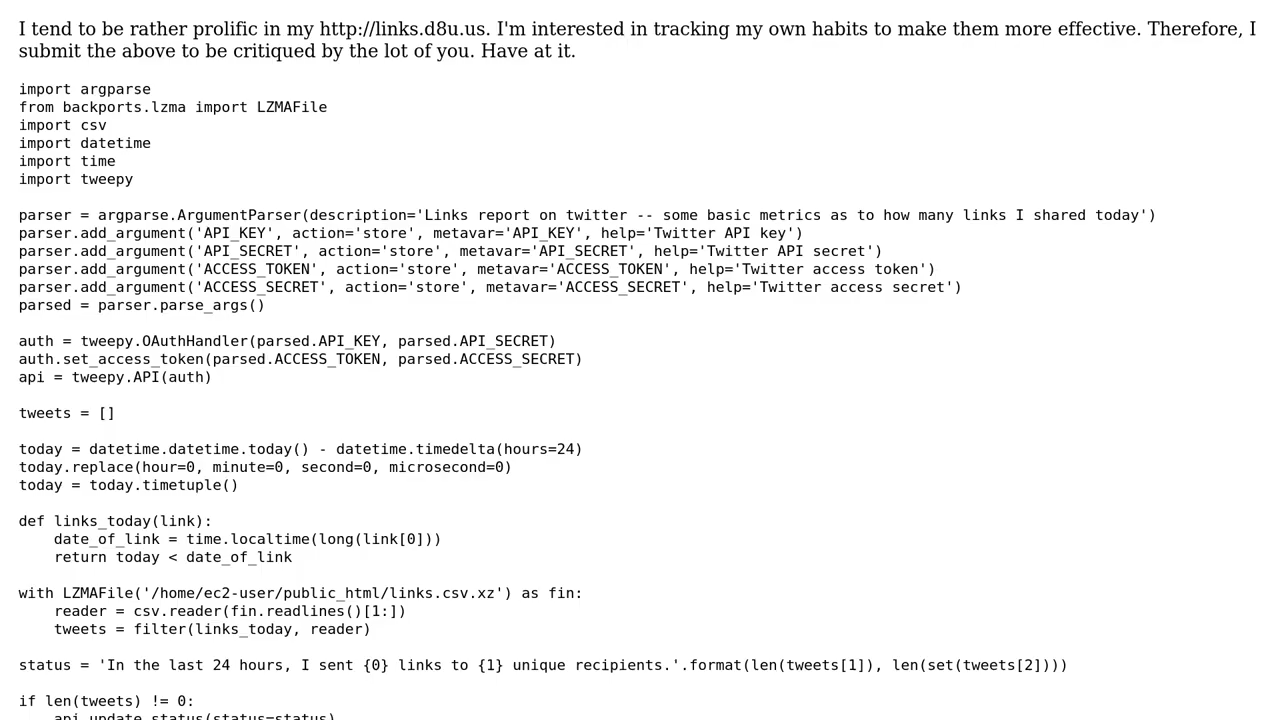 I tend to be rather prolific in my http://links.d8u.us. I'm interested in tracking my own habits to make them more effective. Therefore, I
submit the above to be critiqued by the lot of you. Have at it.
import argparse
from backports.lzma import LZMAFile
import csv
import datetime
import time
import tweepy
parser = argparse.ArgumentParser(description='Links report on twitter -- some basic metrics as to how many links I shared today')
parser.add_argument('API_KEY', action='store', metavar='API_KEY', help='Twitter API key')
parser.add_argument('API_SECRET', action='store', metavar='API_SECRET', help='Twitter API secret')
parser.add_argument('ACCESS_TOKEN', action='store', metavar='ACCESS_TOKEN', help='Twitter access token')
parser.add_argument('ACCESS_SECRET', action='store', metavar='ACCESS_SECRET', help='Twitter access secret')
parsed = parser.parse_args()
auth = tweepy.OAuthHandler(parsed.API_KEY, parsed.API_SECRET)
auth.set_access_token(parsed.ACCESS_TOKEN, parsed.ACCESS_SECRET)
api = tweepy.API(auth)
tweets = []
today = datetime.datetime.today() - datetime.timedelta(hours=24)
today.replace(hour=0, minute=0, second=0, microsecond=0)
today = today.timetuple()
def links_today(link):
    date_of_link = time.localtime(long(link[0]))
    return today < date_of_link
with LZMAFile('/home/ec2-user/public_html/links.csv.xz') as fin:
    reader = csv.reader(fin.readlines()[1:])
    tweets = filter(links_today, reader)
status = 'In the last 24 hours, I sent {0} links to {1} unique recipients.'.format(len(tweets[1]), len(set(tweets[2])))
if len(tweets) != 0:
    api.update_status(status=status)